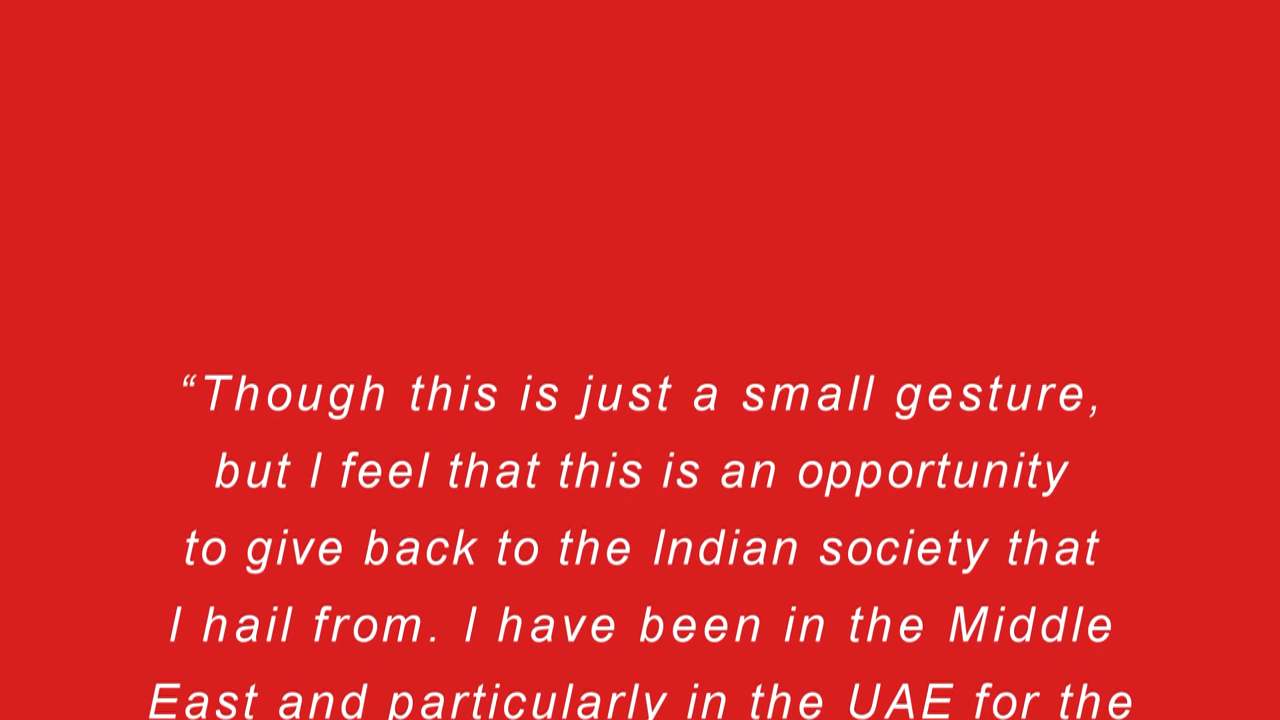 “Though this is just a small gesture,
but I feel that this is an opportunity
to give back to the Indian society that
I hail from. I have been in the Middle
East and particularly in the UAE for the